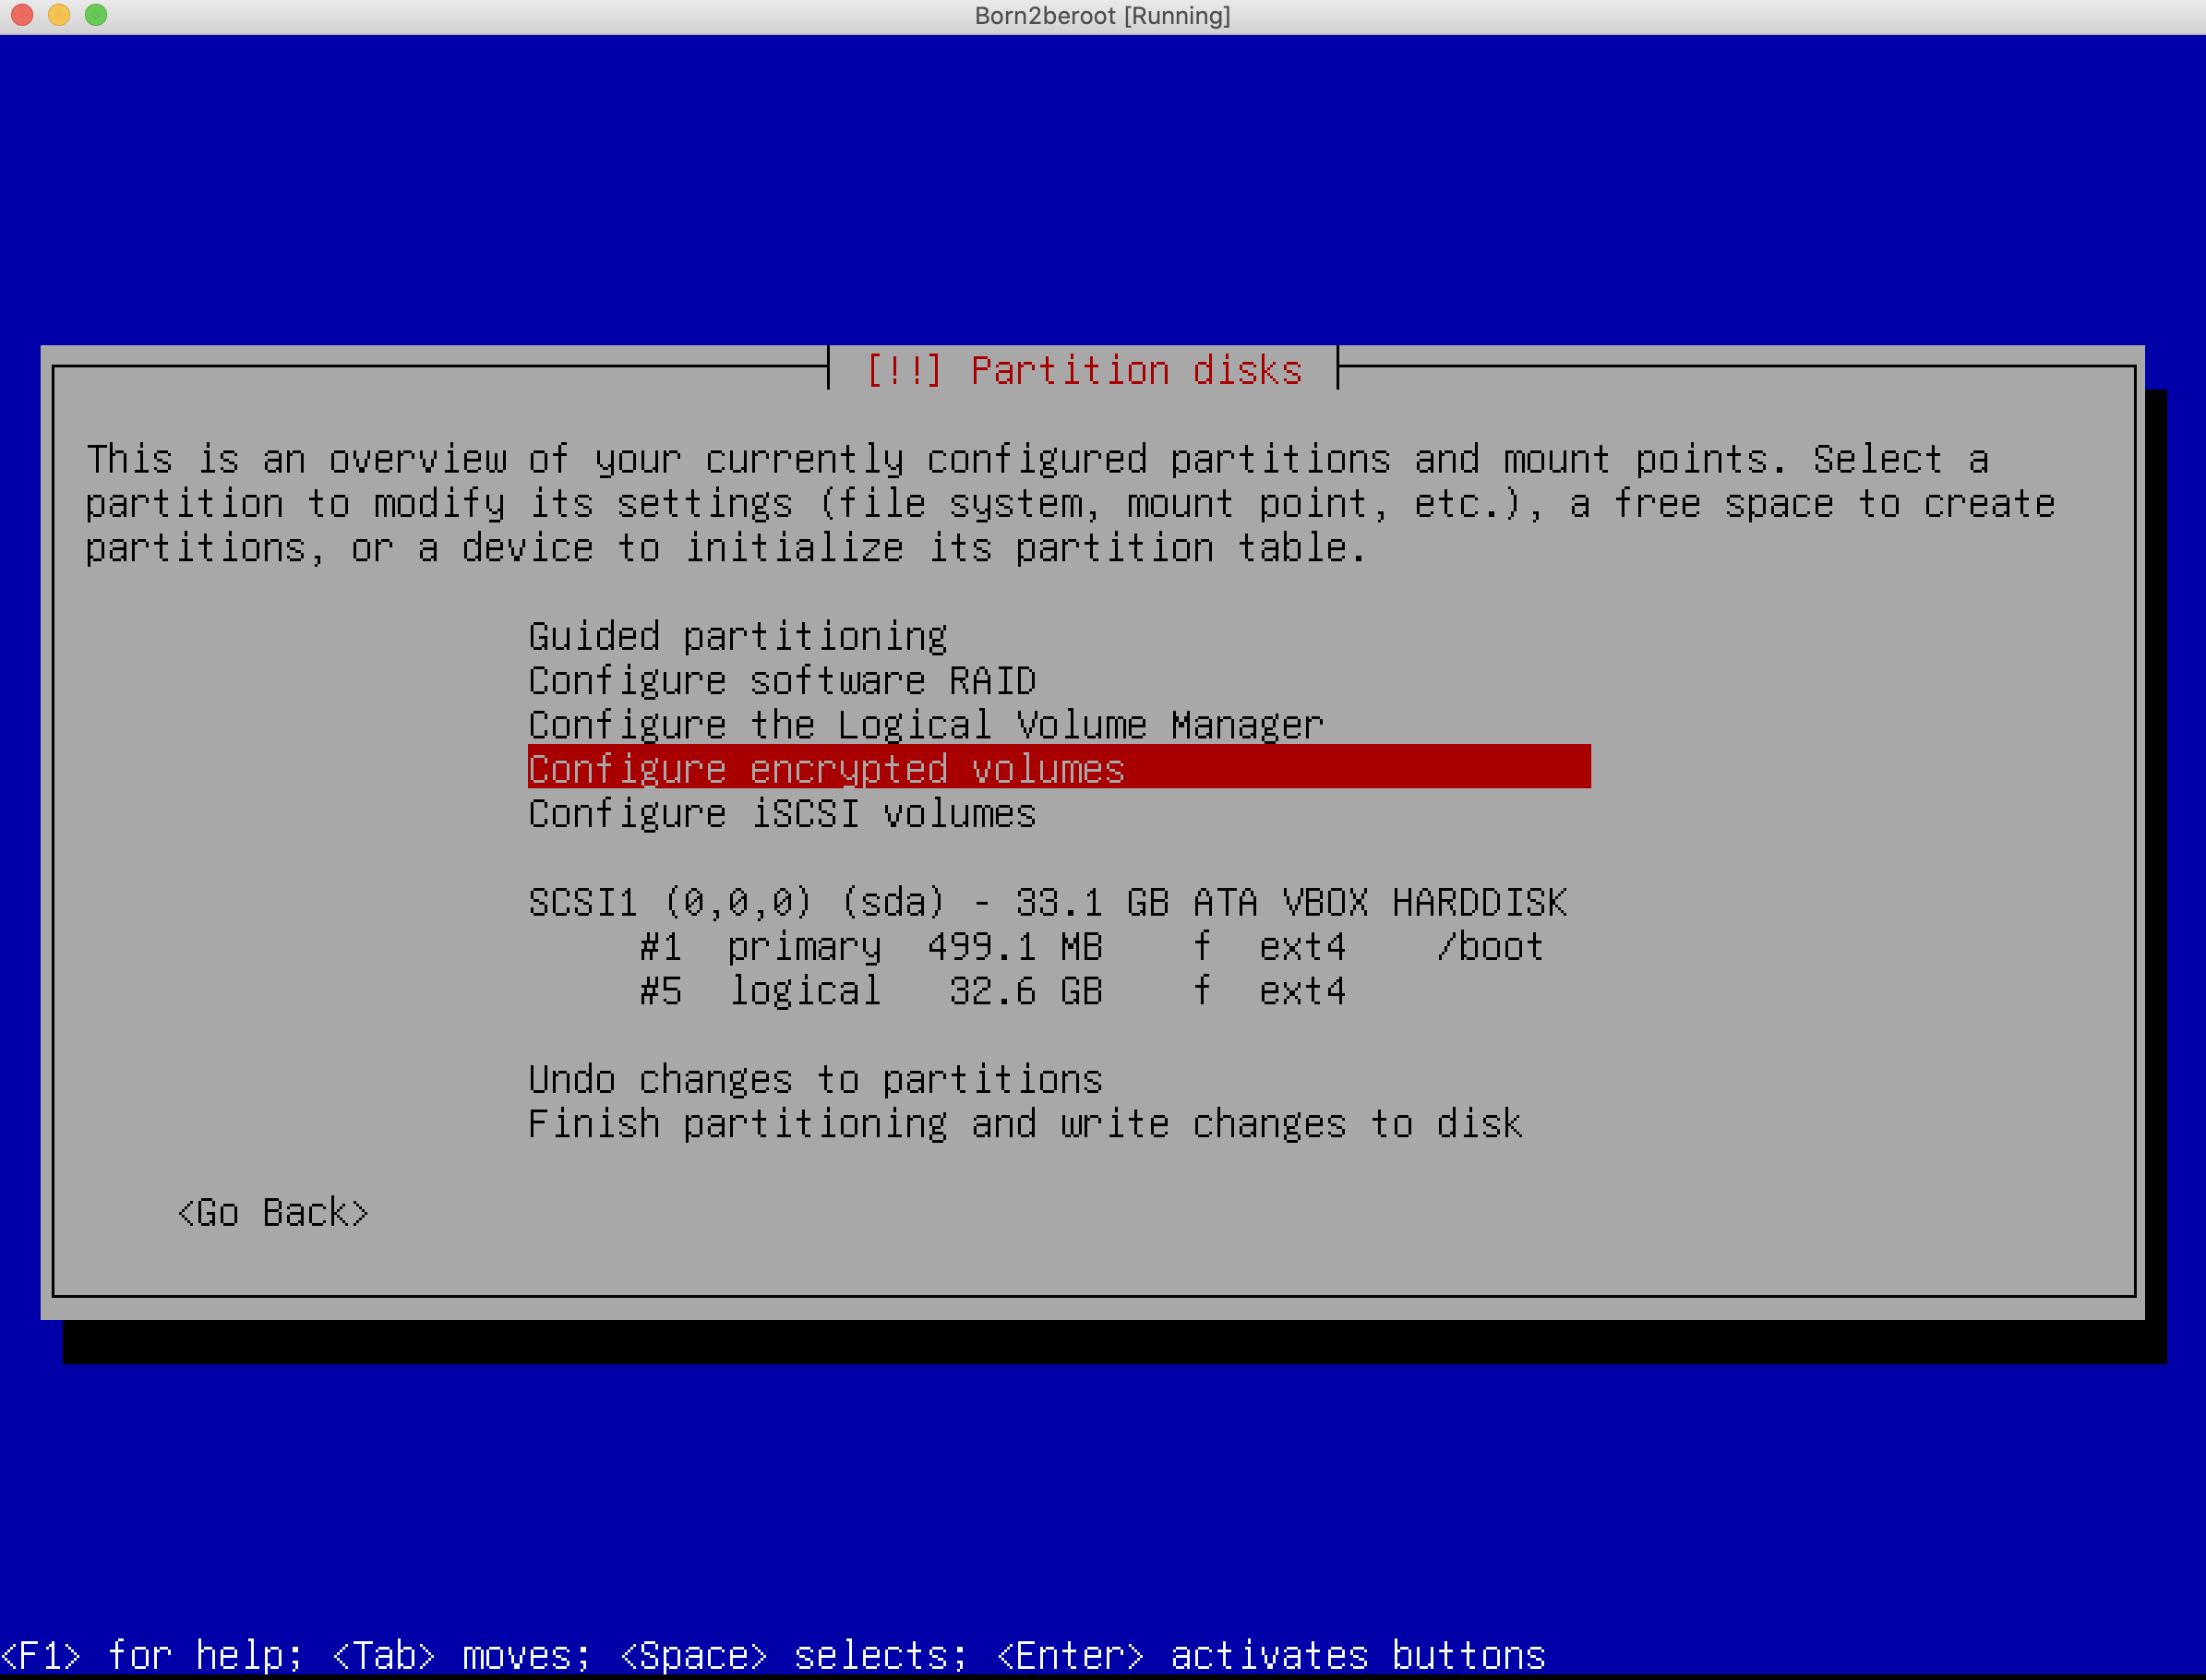 Born2beroot [Running]
[!!] Partition disks
This is an overview of your currently configured partitions and mount points. Select a
partition to modify its settings (file system, mount point, etc.), a free space to create
partitions, or a device to initialize its partition table.
Guided partitioning
Configure software RAID
Configure the Logical Volume Manager
Configure encrypted volumes
Configure iSCSI volumes
SCSI1 (0,0,0) (sda) - 33.1 GB ATA VBOX HARDDISK
#1 primary 499.1 MB f ext4 /boot
#5 logical 32.6 GB f ext4
Undo changes to partitions
Finish partitioning and write changes to disk
<Go Back>
<F1> for help; <Tab> moves; <Space> selects; <Enter> activates buttons